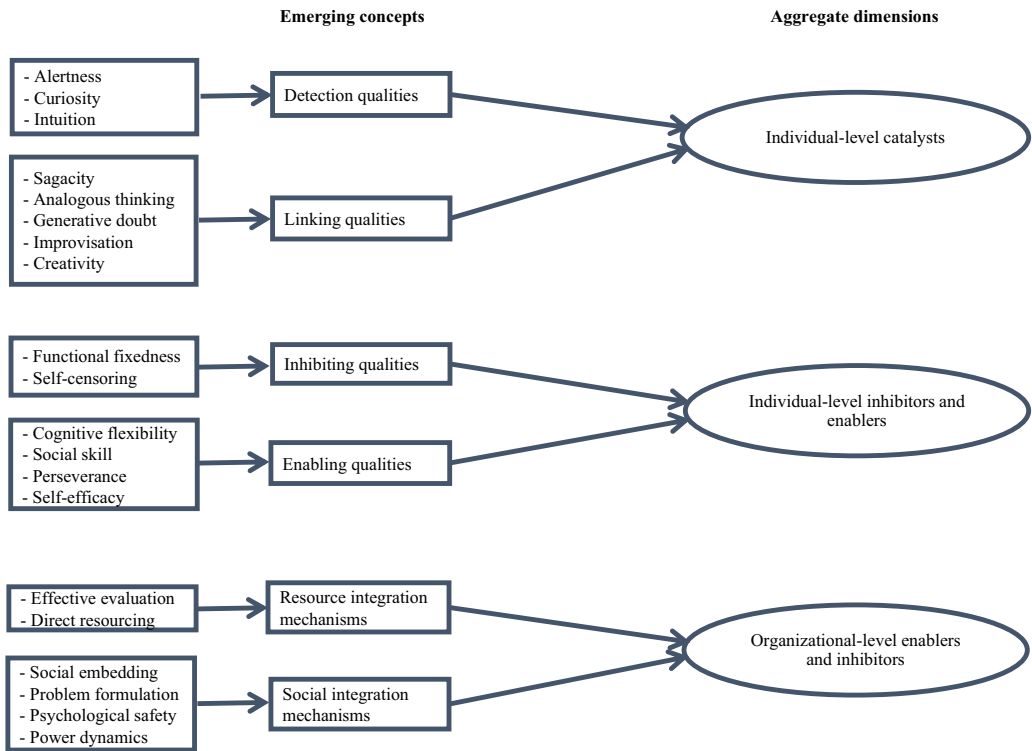 Emerging concepts
Aggregate dimensions
- Alertness
- Curiosity
- Intuition
Detection qualities
Individual-level catalysts
- Sagacity
- Analogous thinking
- Generative doubt
- Improvisation
- Creativity
Linking qualities
- Functional fixedness
- Self-censoring
Inhibiting qualities
Individual-level inhibitors and
enablers
- Cognitive flexibility
- Social skill
- Perseverance
- Self-efficacy
Enabling qualities
- Effective evaluation
- Direct resourcing
Resource integration
mechanisms
Organizational-level enablers
and inhibitors
- Social embedding
- Problem formulation
- Psychological safety
- Power dynamics
Social integration
mechanisms